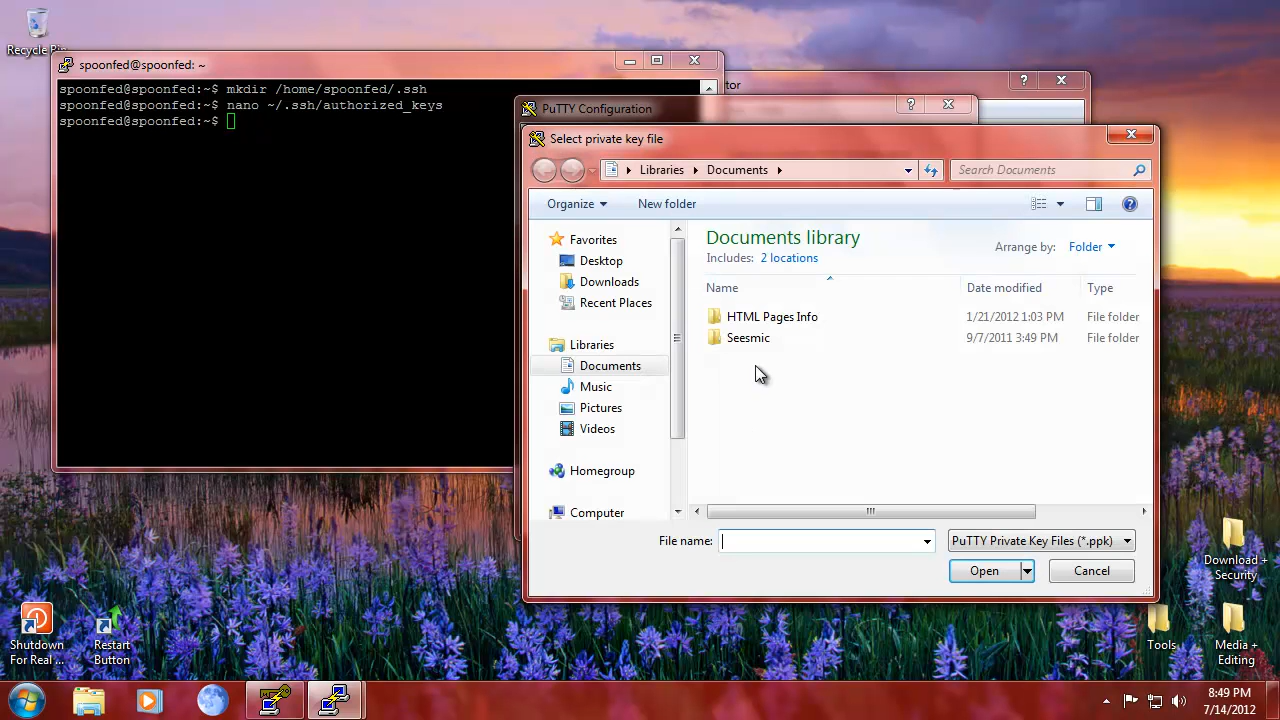 Recycle Bin
spoonfed@spoonfed: ~
spoonfed@spoonfed:~$ mkdir /home/spoonfed/.ssh
spoonfed@spoonfed:~$ nano ~/.ssh/authorized_keys
spoonfed@spoonfed:~$
tor
PuTTY Configuration
Select private key file
Libraries
Documents
Search Documents
Organize
New folder
Favorites
Desktop
Downloads
Recent Places
Libraries
Documents
Music
Pictures
Videos
Homegroup
Computer
Documents library
Includes: 2 locations
Arrange by: Folder
Name Date modified Type
HTML Pages Info 1/21/2012 1:03 PM File folder
Seesmic 9/7/2011 3:49 PM File folder
File name:
PuTTY Private Key Files (*.ppk)
Open
Cancel
Download +
Security
Shutdown
For Real ...
Restart
Button
Tools
Media +
Editing
8:49 PM
7/14/2012